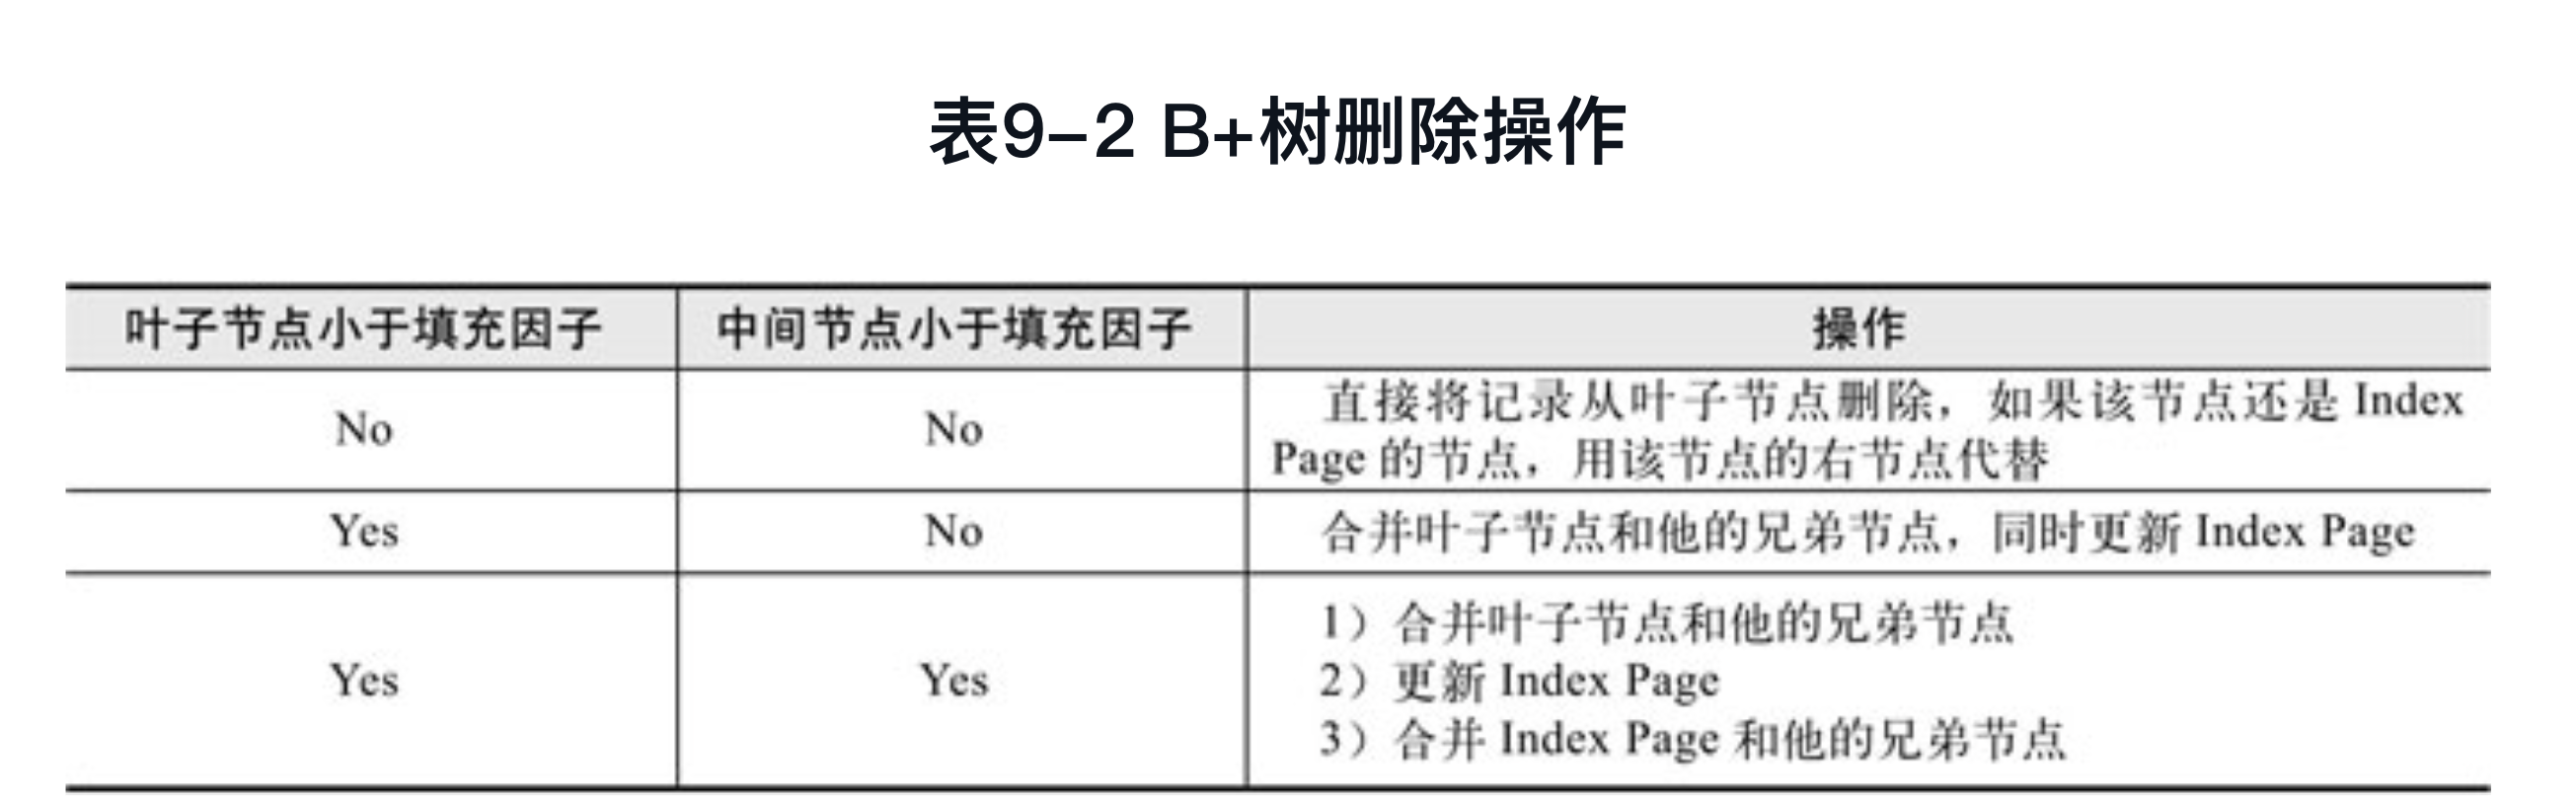 表9-2 B+树删除操作
叶子节点小于填充因子 中间节点小于填充因子 操作
No No 直接将记录从叶子节点删除，如果该节点还是 Index
Page 的节点，用该节点的右节点代替
Yes No 合并叶子节点和他的兄弟节点，同时更新 Index Page
1）合并叶子节点和他的兄弟节点
Yes Yes 2）更新 Index Page
3）合并 Index Page 和他的兄弟节点